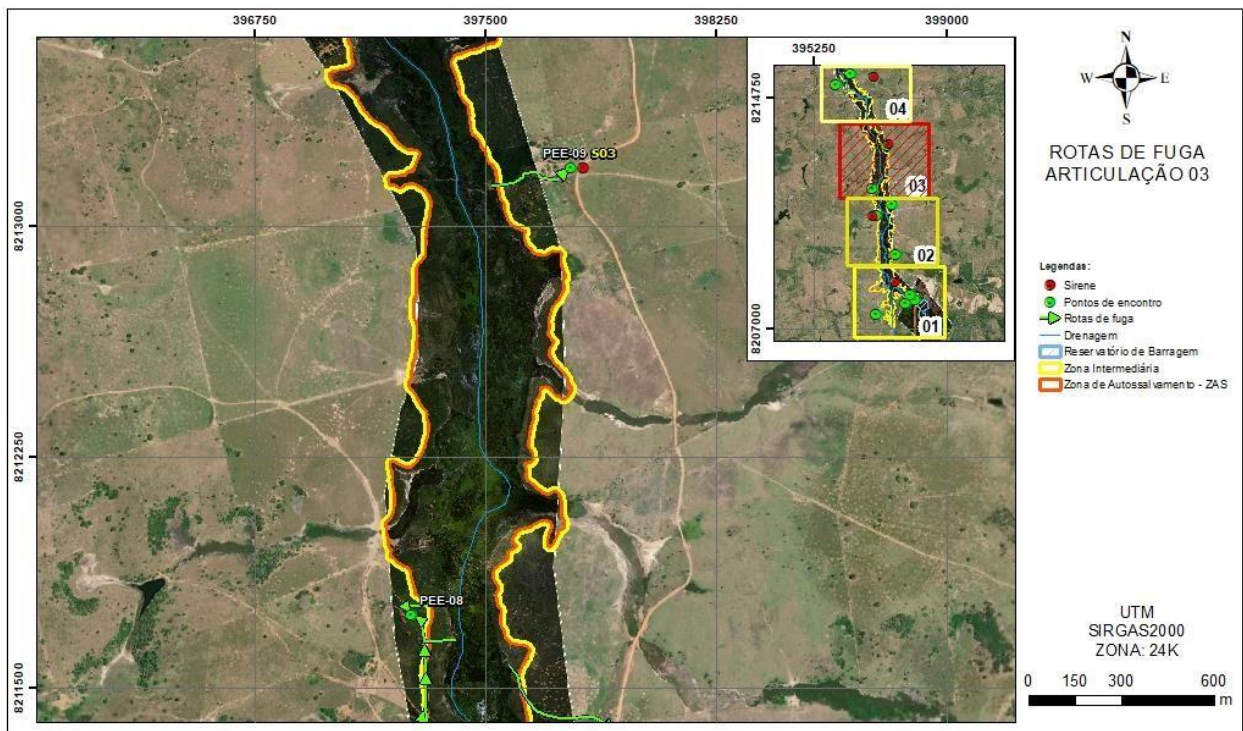 396750
397500
398250
399000
8213000
8212250
8211500
PEE-09 S03
PEE-08
395250
8214750
8207000
04
03
02
01
N
W E
S
ROTAS DE FUGA
ARTICULAÇÃO 03
Legendas:
Sirene
Pontos de encontro
Rotas de fuga
Drenagem
Reservatório de Barragem
Zona Intermediária
Zona de Autossalvamento - ZAS
UTM
SIRGAS2000
ZONA: 24K
0 150 300 450 600
m